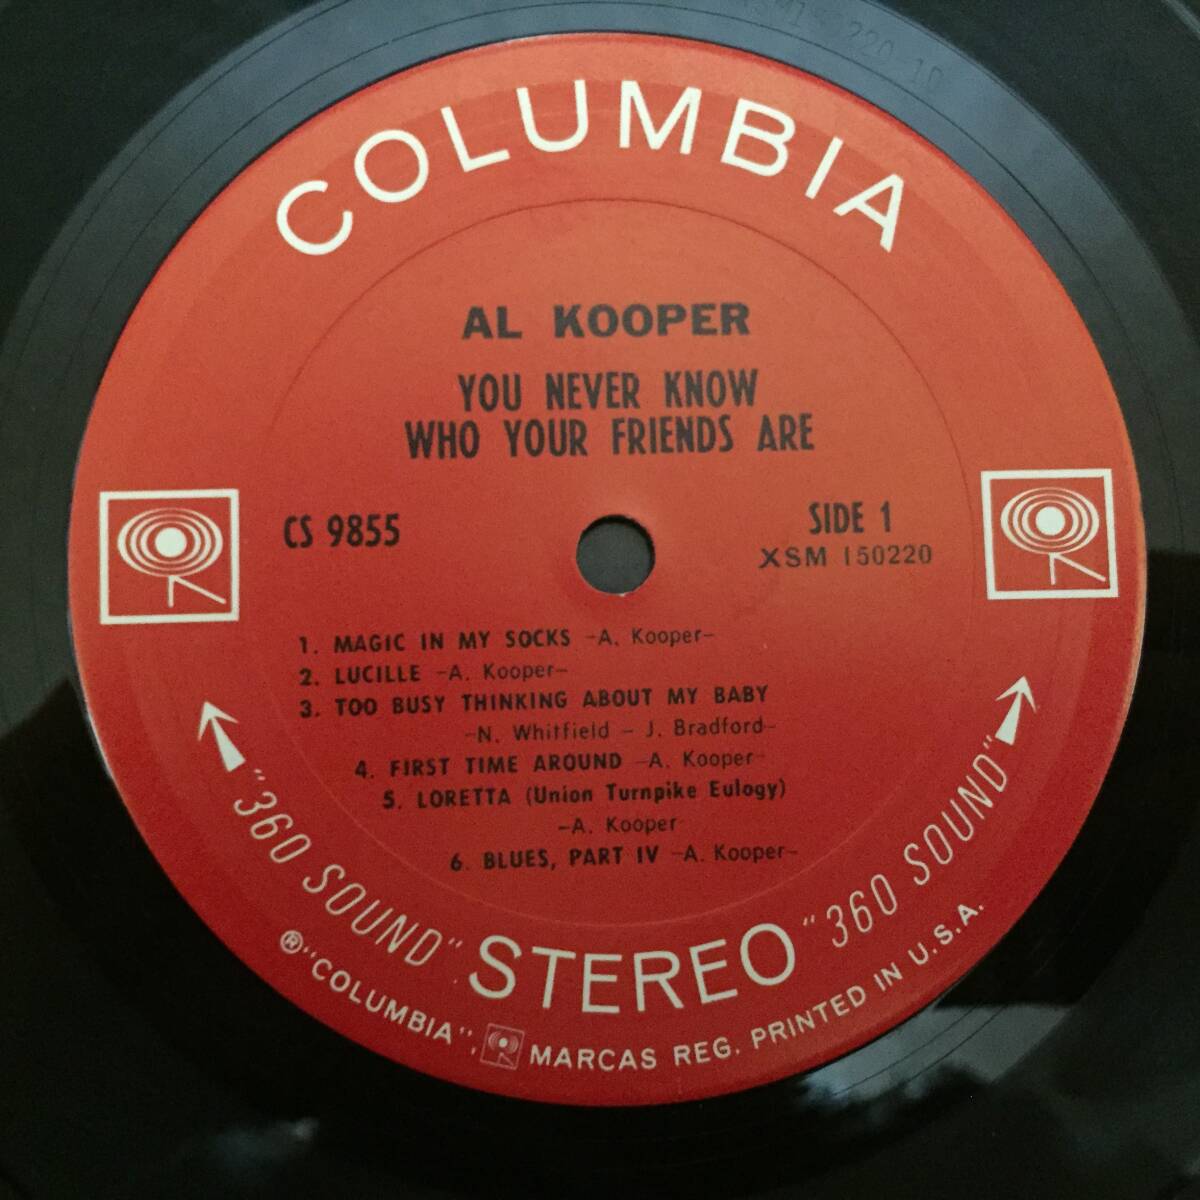 COLUMBIA
AL KOOPER
YOU NEVER KNOW
WHO YOUR FRIENDS ARE
CS 9855
SIDE 1
XSM 150220
1. MAGIC IN MY SOCKS -A. Kooper-
2. LUCILLE -A. Kooper-
3. TOO BUSY THINKING ABOUT MY BABY
-N. Whitfield - J. Bradford-
4. FIRST TIME AROUND -A. Kooper-
5. LORETTA (Union Turnpike Eulogy)
-A. Kooper-
6. BLUES, PART IV -A. Kooper-
"360 SOUND" STEREO "360 SOUND"
® "COLUMBIA", MARCAS REG. PRINTED IN U.S.A.